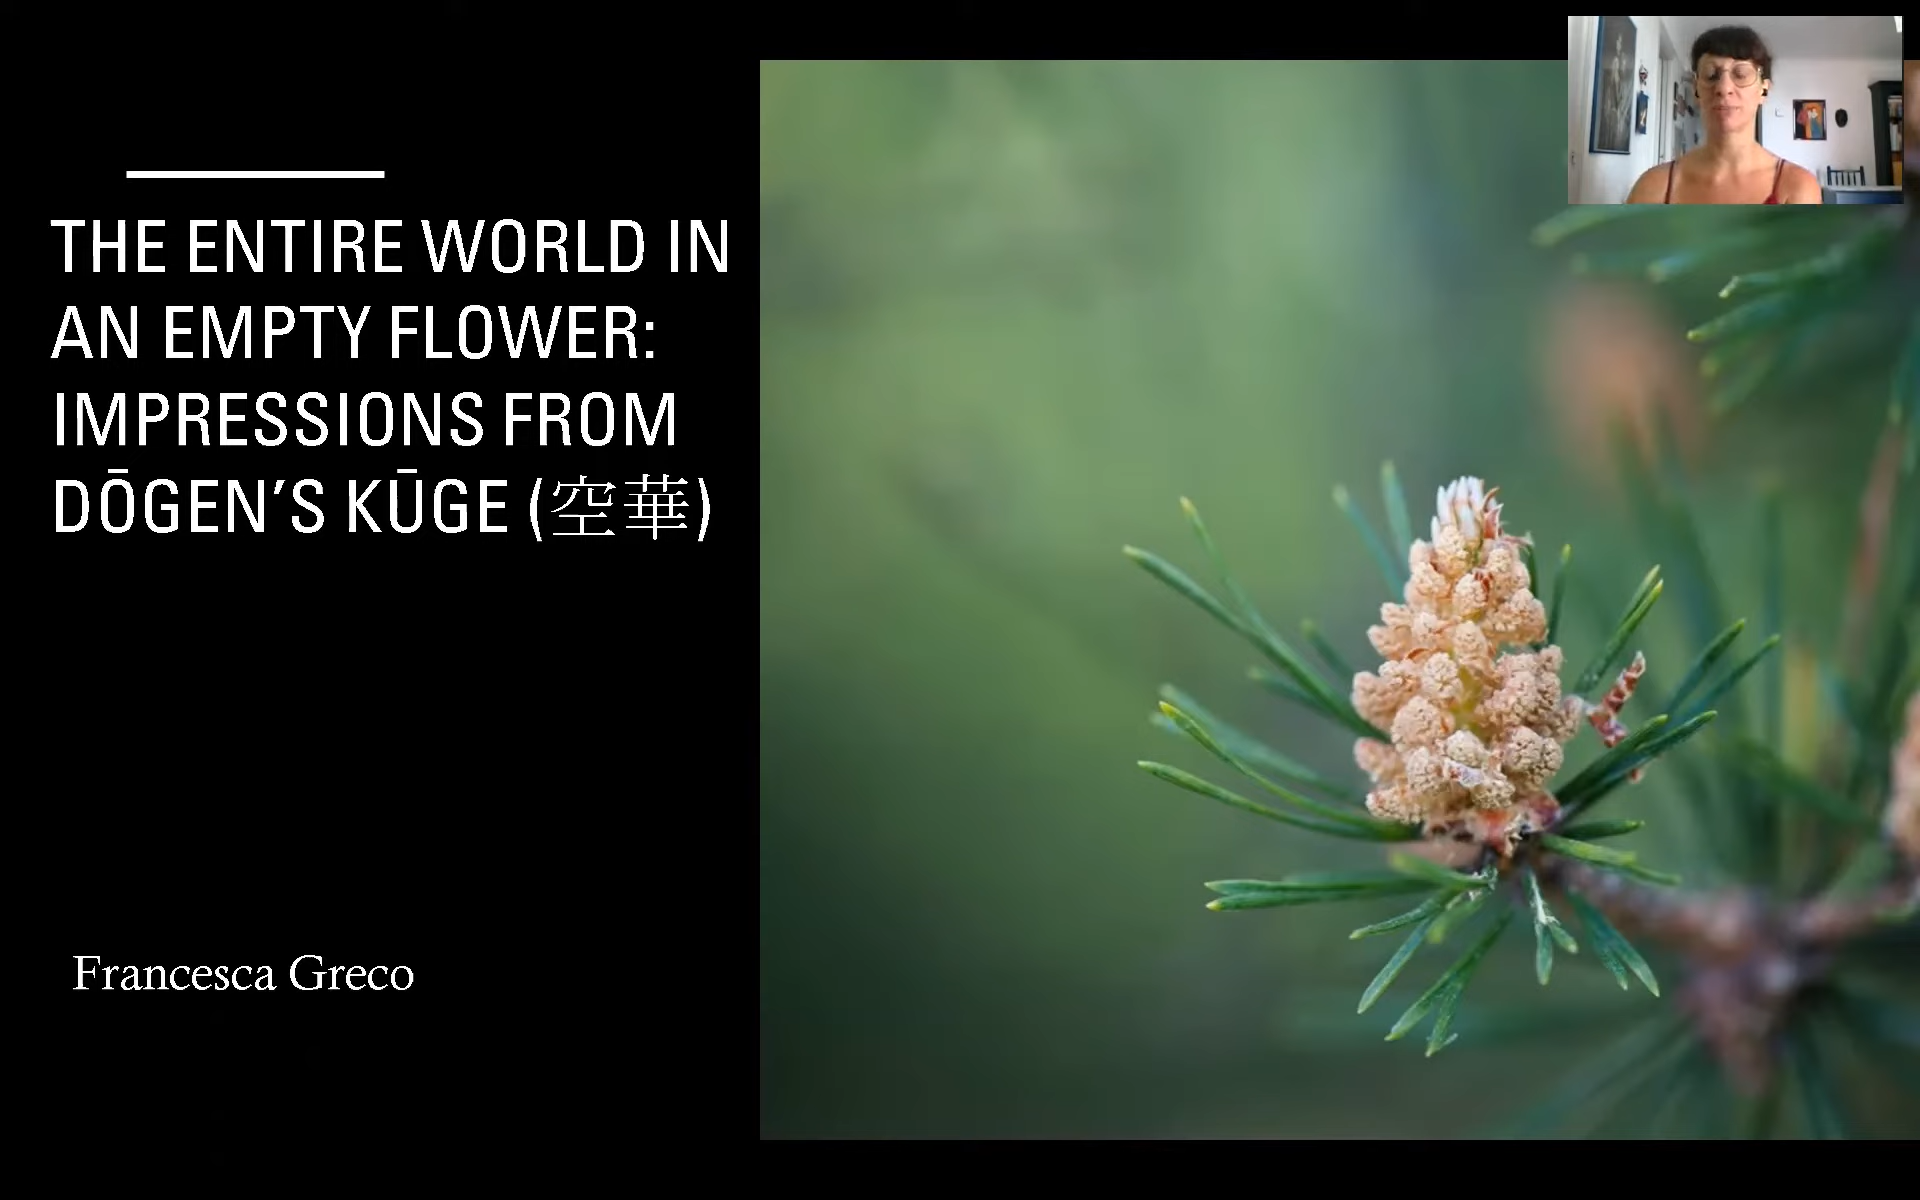 THE ENTIRE WORLD IN
AN EMPTY FLOWER:
IMPRESSIONS FROM
DŌGEN’S KŪGE (空華)
Francesca Greco